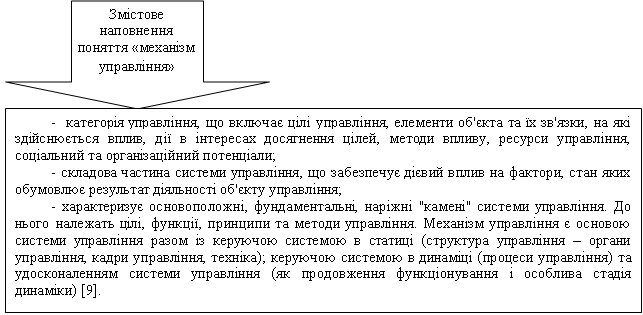 Змістове
наповнення
поняття «механізм
управління»
- категорія управління, що включає цілі управління, елементи об'єкта та їх зв'язки, на які
здійснюється вплив, дії в інтересах досягнення цілей, методи впливу, ресурси управління,
соціальний та організаційний потенціали;
- складова частина системи управління, що забезпечує дієвий вплив на фактори, стан яких
обумовлює результат діяльності об'єкту управління;
- характеризує основоположні, фундаментальні, наріжні "камені" системи управління. До
нього належать цілі, функції, принципи та методи управління. Механізм управління є основою
системи управління разом із керуючою системою в статиці (структура управління – органи
управління, кадри управління, техніка); керуючою системою в динаміці (процеси управління) та
удосконаленням системи управління (як продовження функціонування і особлива стадія
динаміки) [9].